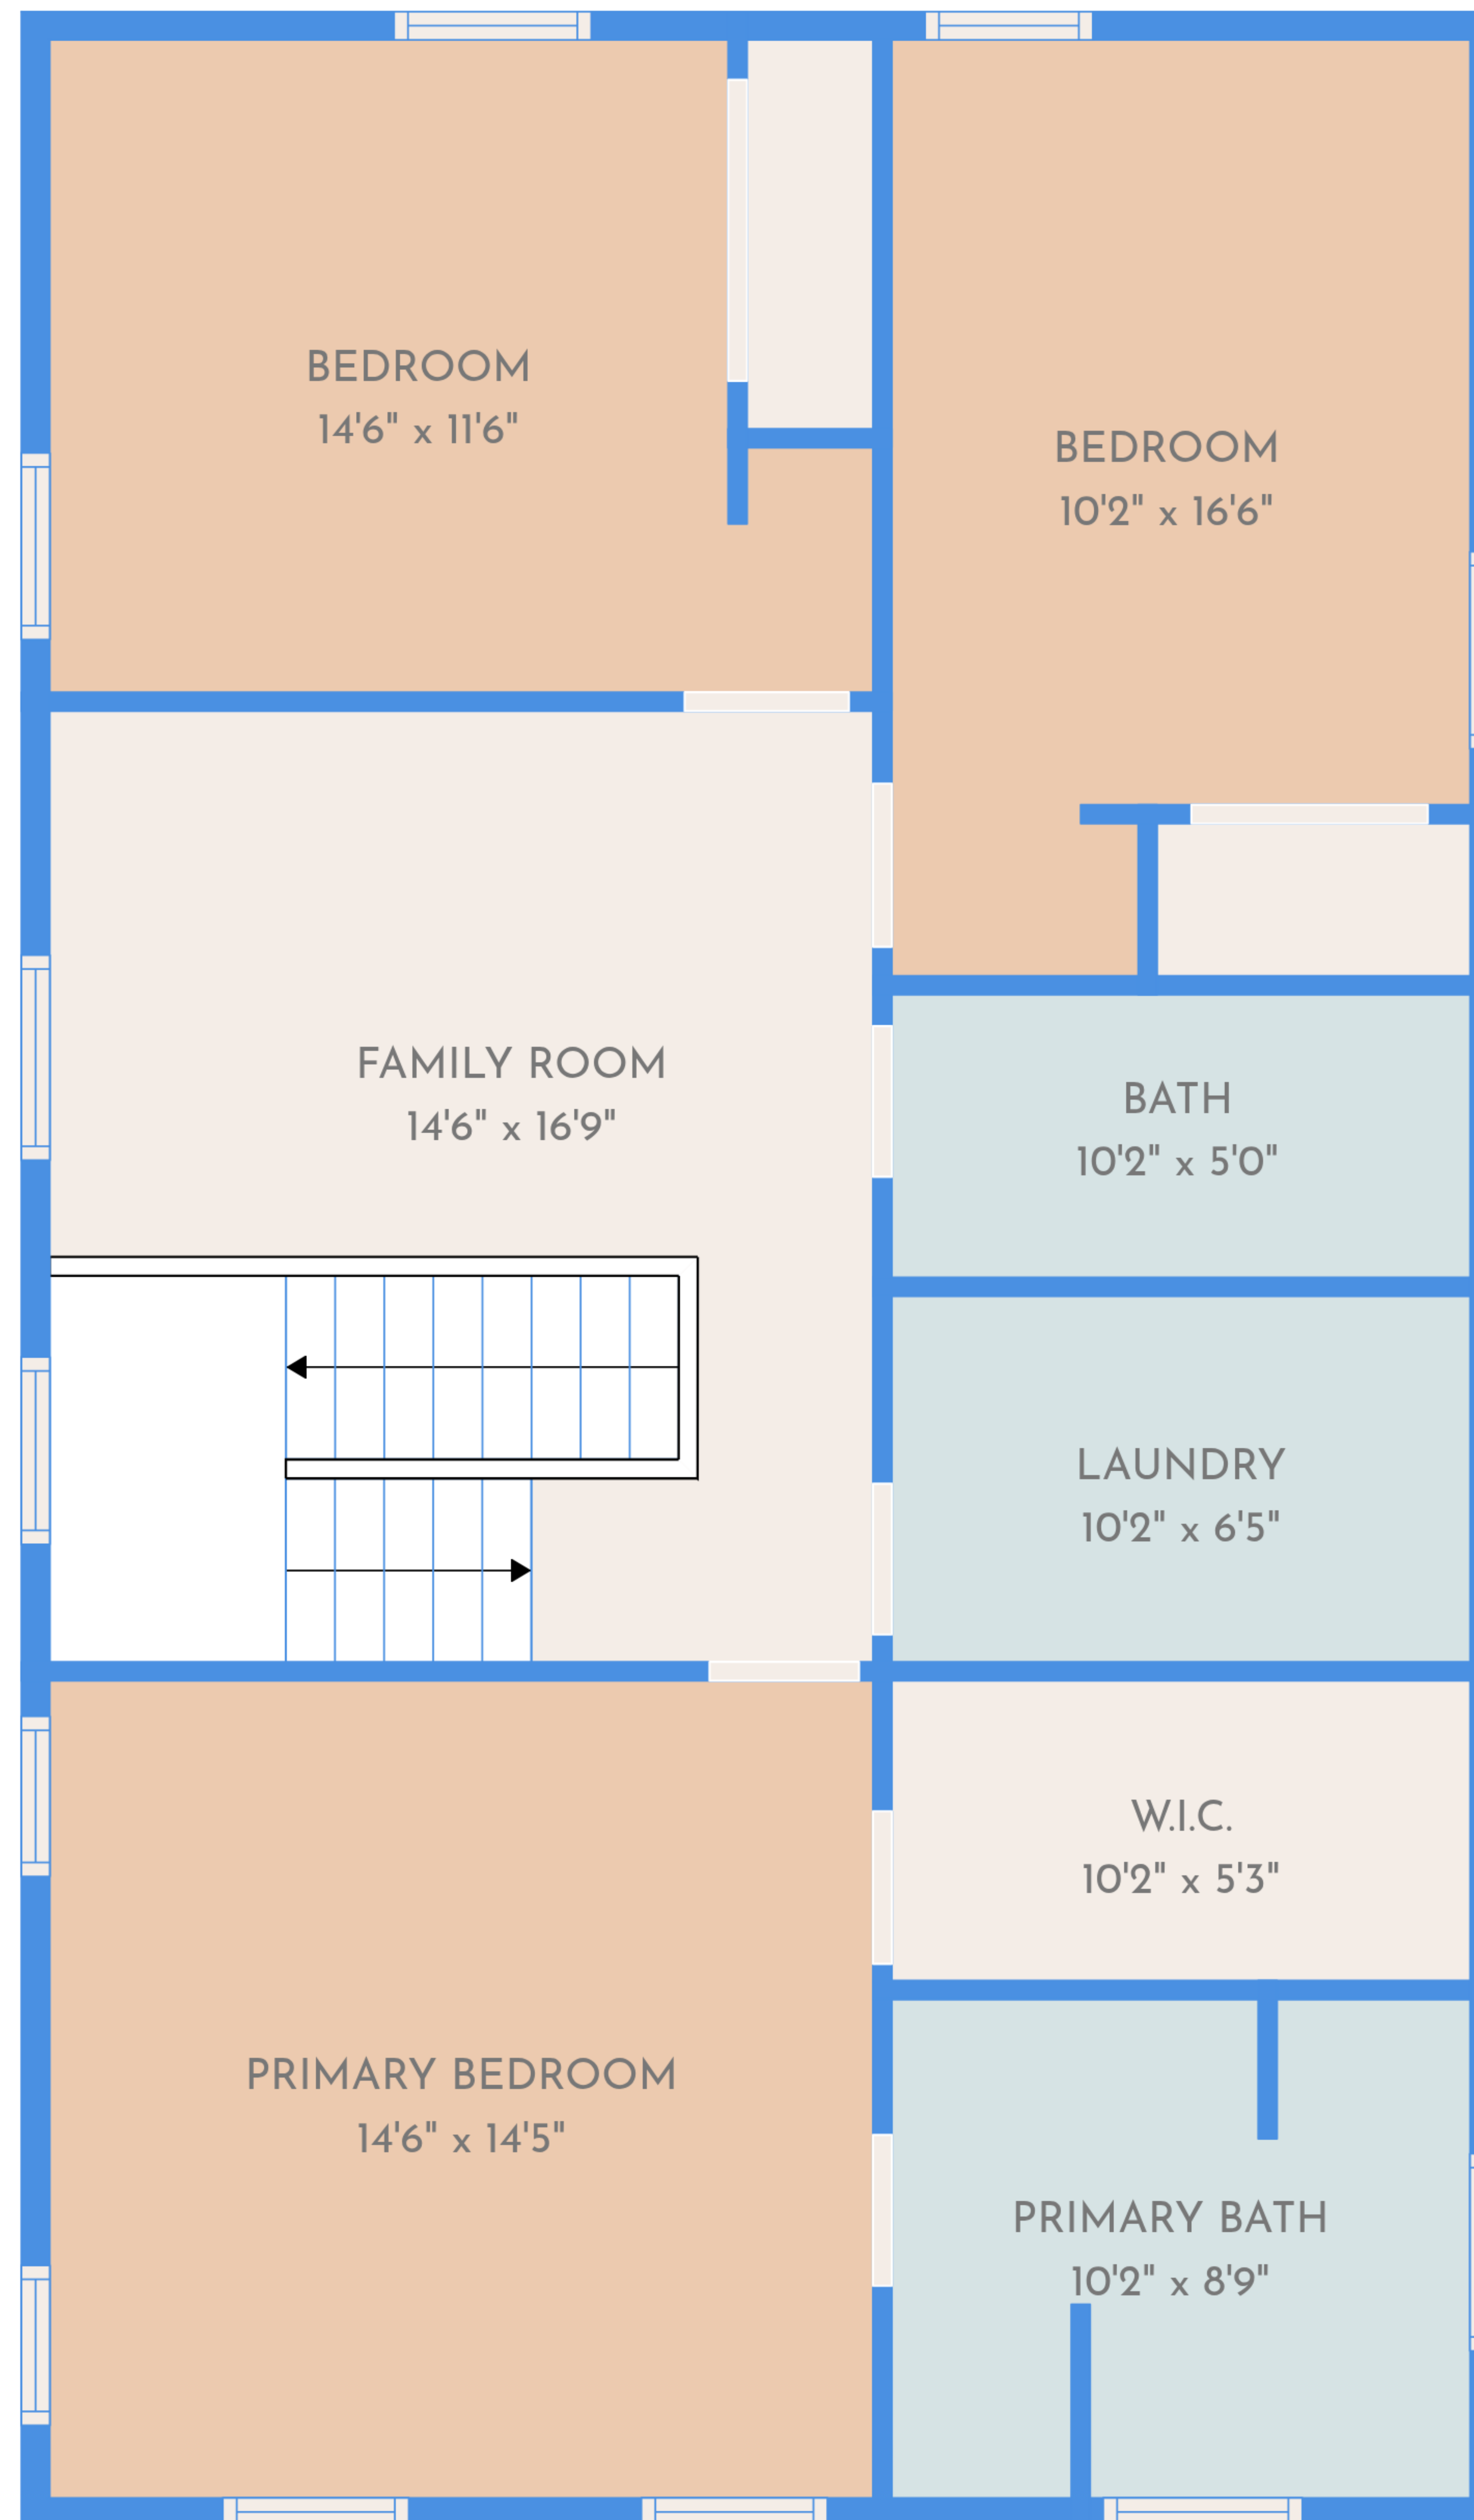 BEDROOM
14'6" x 11'6"
BEDROOM
10'2" x 16'6"
FAMILY ROOM
14'6" x 16'9"
BATH
10'2" x 5'0"
LAUNDRY
10'2" x 6'5"
W.I.C.
10'2" x 5'3"
PRIMARY BEDROOM
14'6" x 14'5"
PRIMARY BATH
10'2" x 8'9"